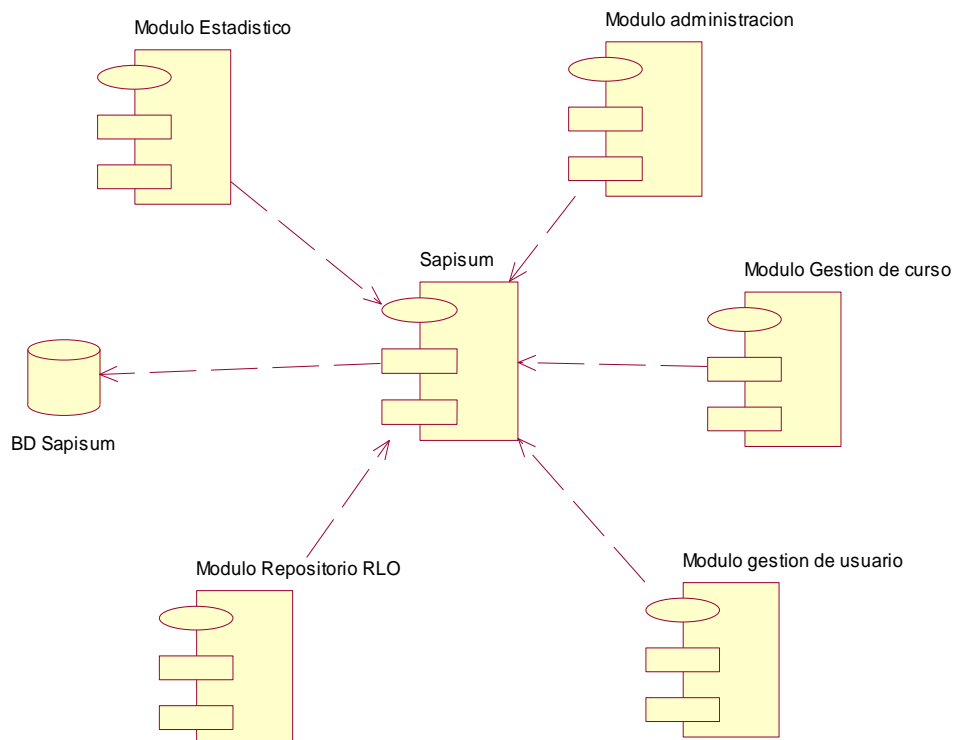 Modulo Estadistico
Modulo administracion
Sapisum
Modulo Gestion de curso
BD Sapisum
Modulo Repositorio RLO
Modulo gestion de usuario